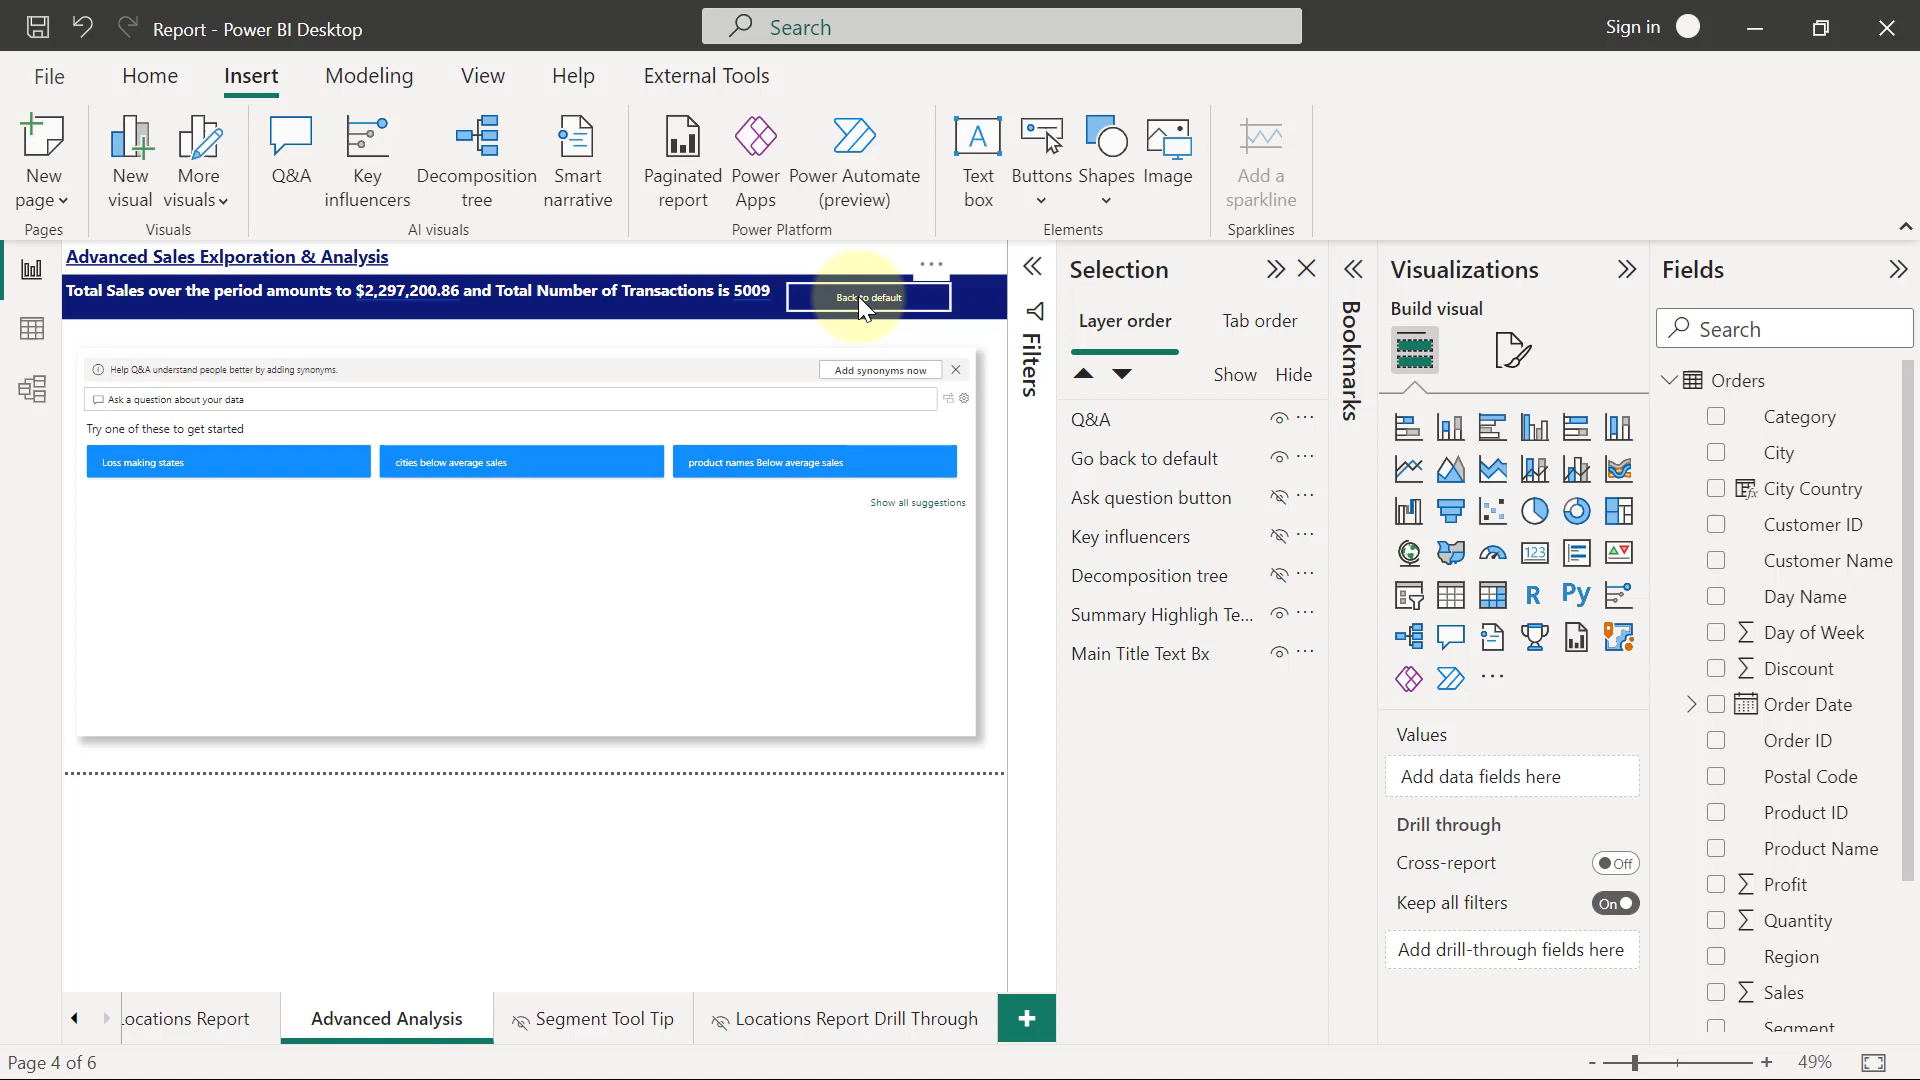 Report - Power BI Desktop
Search
Sign in
File
Home
Insert
Modeling
View
Help
External Tools
New page
New visual
More visuals
Q&A
Key influencers
Decomposition tree
Smart narrative
Paginated report
Power Apps
Power Automate (preview)
Text box
Buttons
Shapes
Image
Add a sparkline
Pages
Visuals
AI visuals
Power Platform
Elements
Sparklines
Advanced Sales Exlporation & Analysis
Total Sales over the period amounts to $2,297,200.86 and Total Number of Transactions is 5009
Back to default
Help Q&A understand people better by adding synonyms.
Add synonyms now
Ask a question about your data
Try one of these to get started
Loss making states
cities below average sales
product names Below average sales
Show all suggestions
Filters
Selection
Layer order
Tab order
Show
Hide
Q&A
Go back to default
Ask question button
Key influencers
Decomposition tree
Summary Highligh Te...
Main Title Text Bx
Bookmarks
Visualizations
Build visual
123
R
Py
Values
Add data fields here
Drill through
Cross-report
Off
Keep all filters
On
Add drill-through fields here
Fields
Search
Orders
Category
City
City Country
Customer ID
Customer Name
Day Name
Day of Week
Discount
Order Date
Order ID
Postal Code
Product ID
Product Name
Profit
Quantity
Region
Sales
Segment
ocations Report
Advanced Analysis
Segment Tool Tip
Locations Report Drill Through
Page 4 of 6
- + 49%